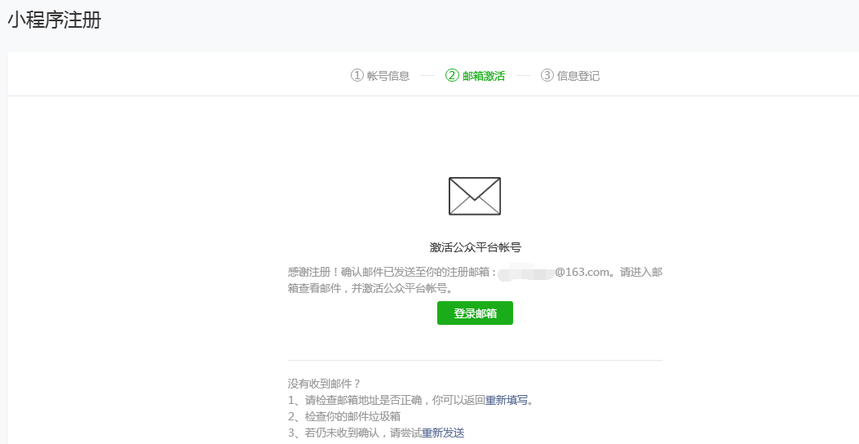 小程序注册
① 帐号信息 — ② 邮箱激活 — ③ 信息登记
激活公众平台帐号
感谢注册！确认邮件已发送至你的注册邮箱：@163.com。请进入邮
箱查看邮件，并激活公众平台帐号。
登录邮箱
没有收到邮件？
1、请检查邮箱地址是否正确，你可以返回重新填写。
2、检查你的邮件垃圾箱
3、若仍未收到确认，请尝试重新发送